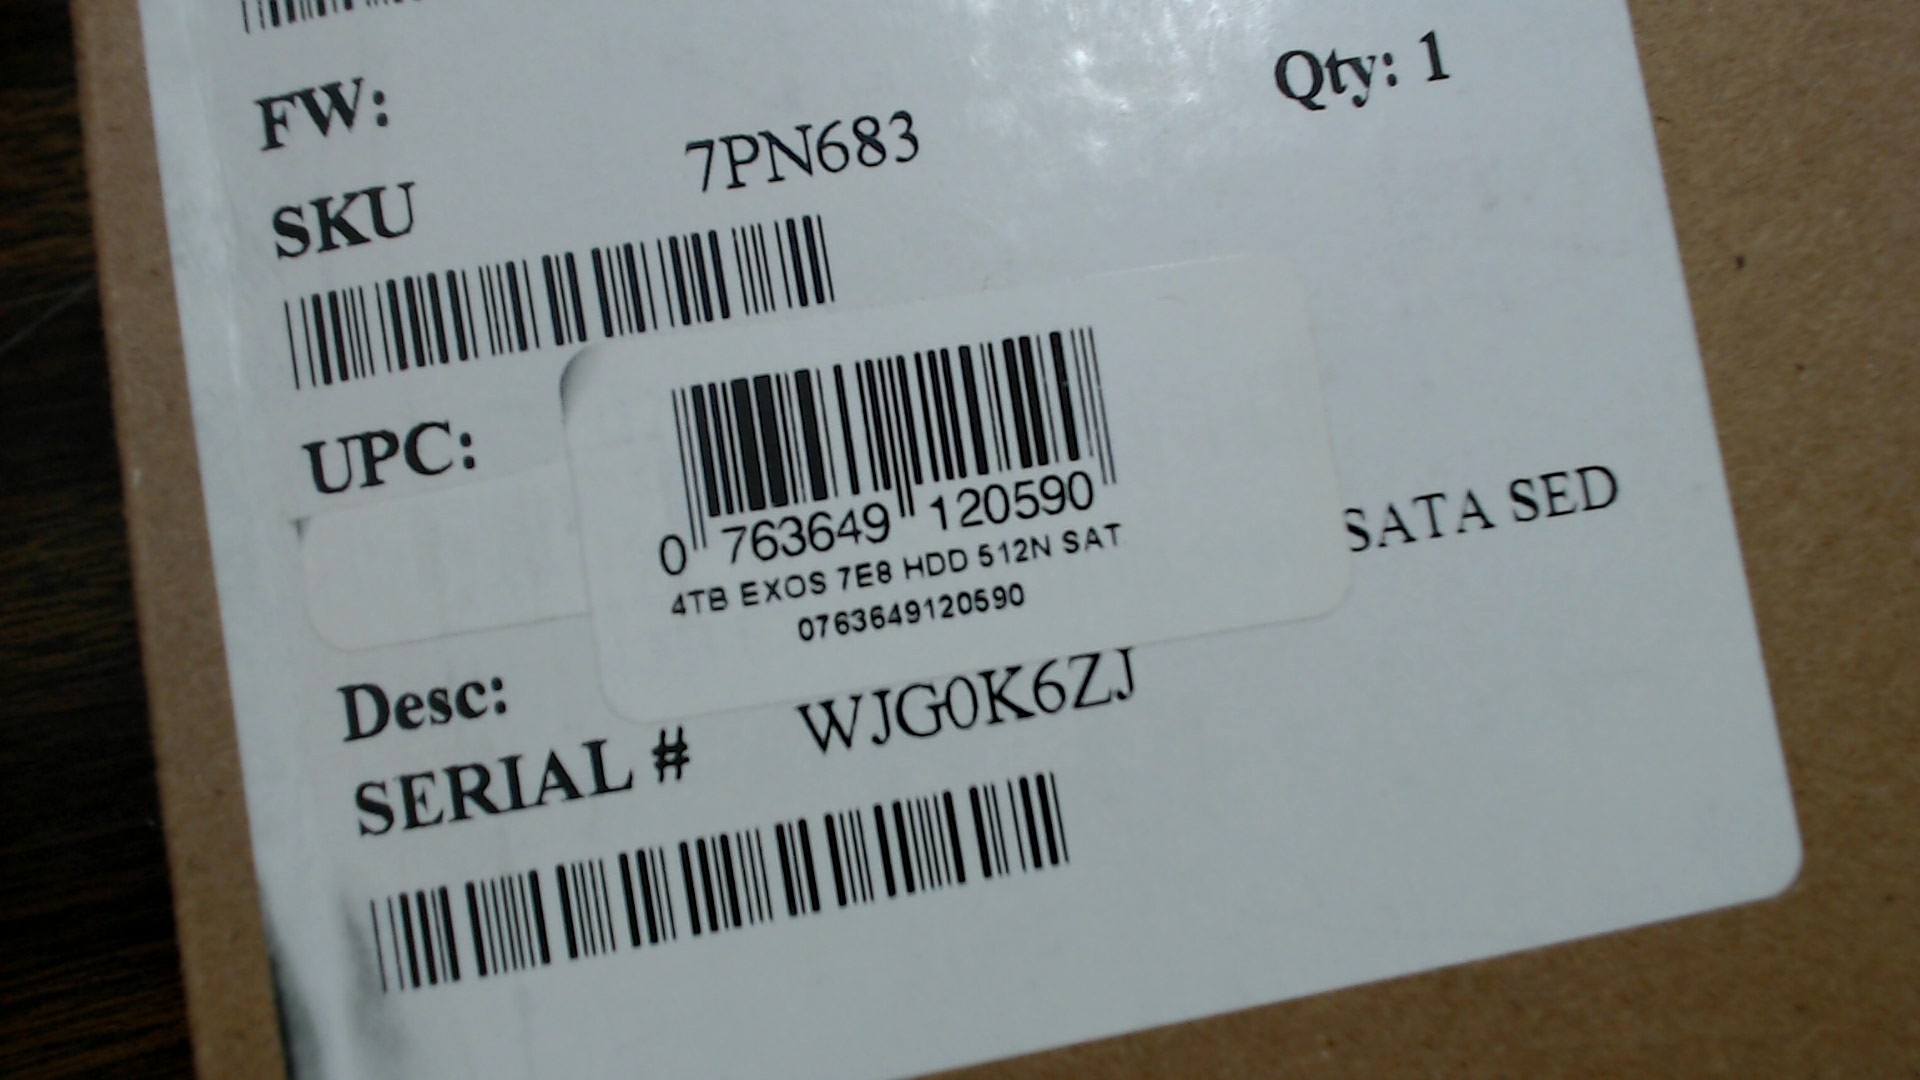 FW:
Qty: 1
SKU 7PN683
UPC:
0 763649 120590
4TB EXOS 7E8 HDD 512N SAT
0763649120590
SATA SED
Desc:
SERIAL # WJG0K6ZJ